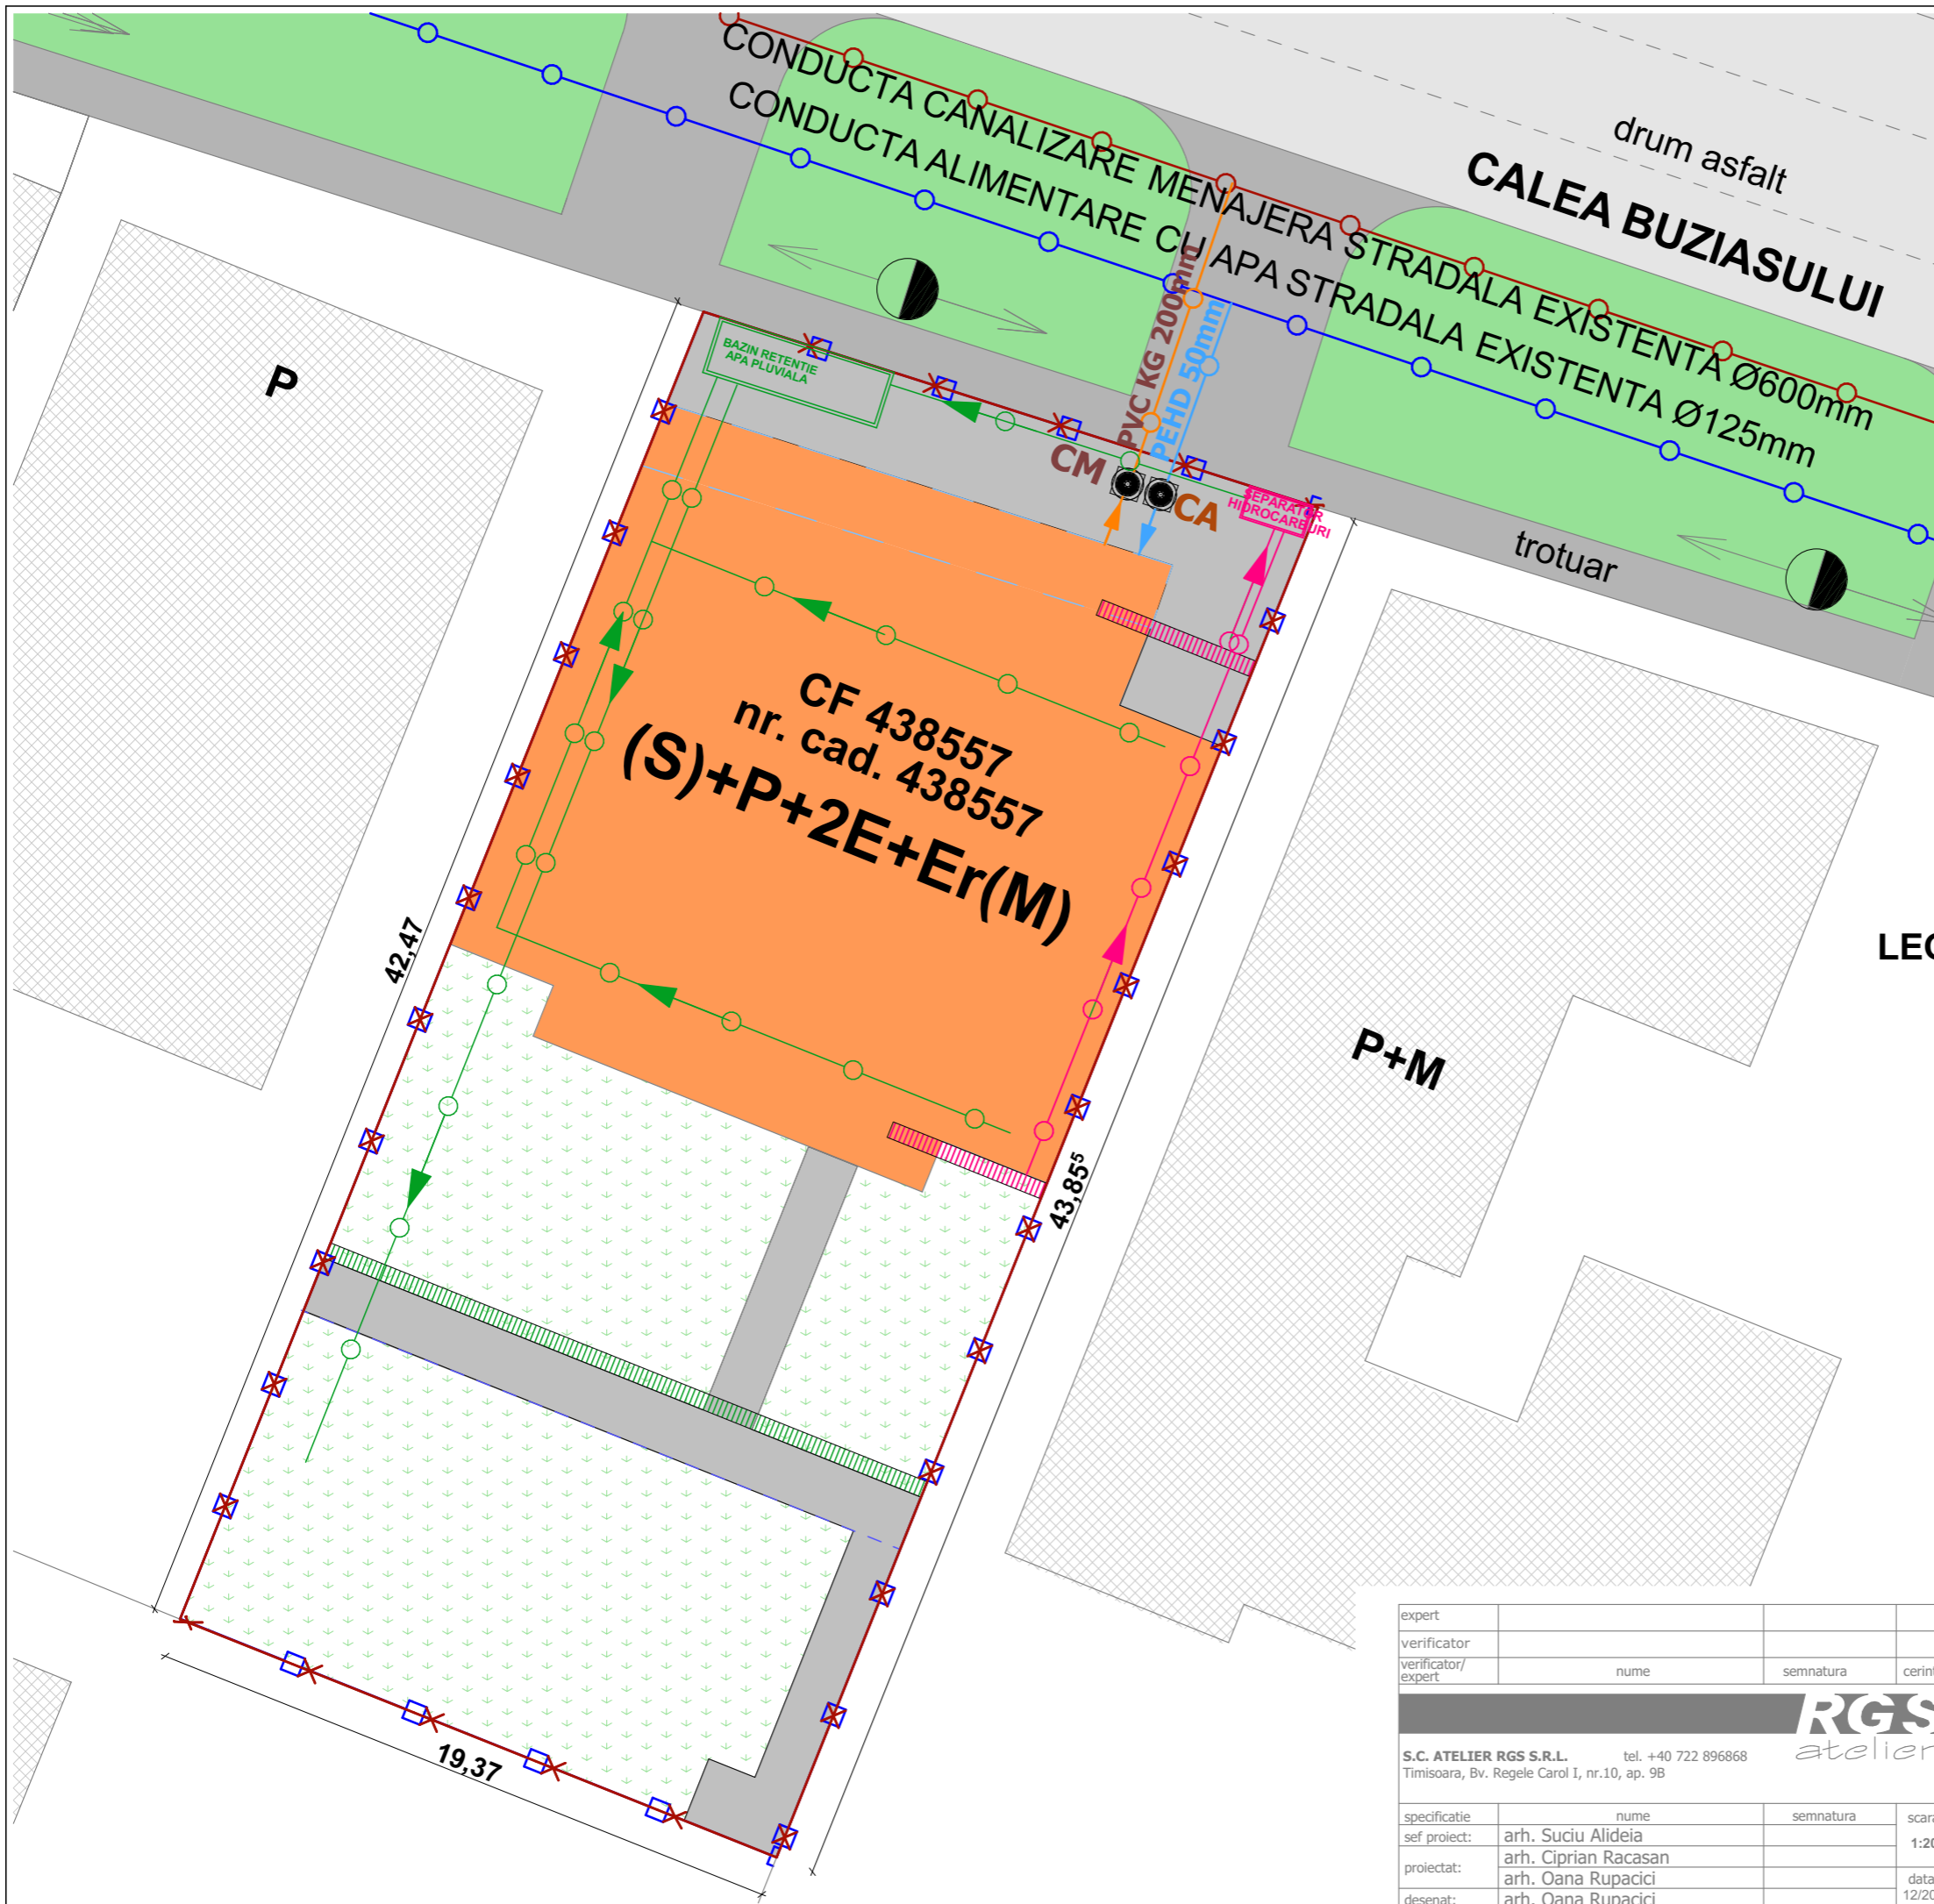 CONDUCTA CANALIZARE MENAJERA STRADALA EXISTENTA Ø600mm
CONDUCTA ALIMENTARE CU APA STRADALA EXISTENTA Ø125mm
drum asfalt
CALEA BUZIASULUI
PVC KG 200mm
PEHD 50mm
BAZIN RETENTIE
APA PLUVIALA
P
CM
CA
SEPARATOR
HIDROCARBURI
trotuar
CF 438557
nr. cad. 438557
(S)+P+2E+Er(M)
42,47
43,85⁵
P+M
19,37
expert
verificator
verificator/
expert
nume
semnatura
RGS
atelier
S.C. ATELIER RGS S.R.L.
tel. +40 722 896868
Timisoara, Bv. Regele Carol I, nr.10, ap. 9B
specificatie
nume
semnatura
sef proiect:
arh. Suciu Alideia
proiectat:
arh. Ciprian Racasan
arh. Oana Rupacici
data
desenat:
arh. Oana Rupacici